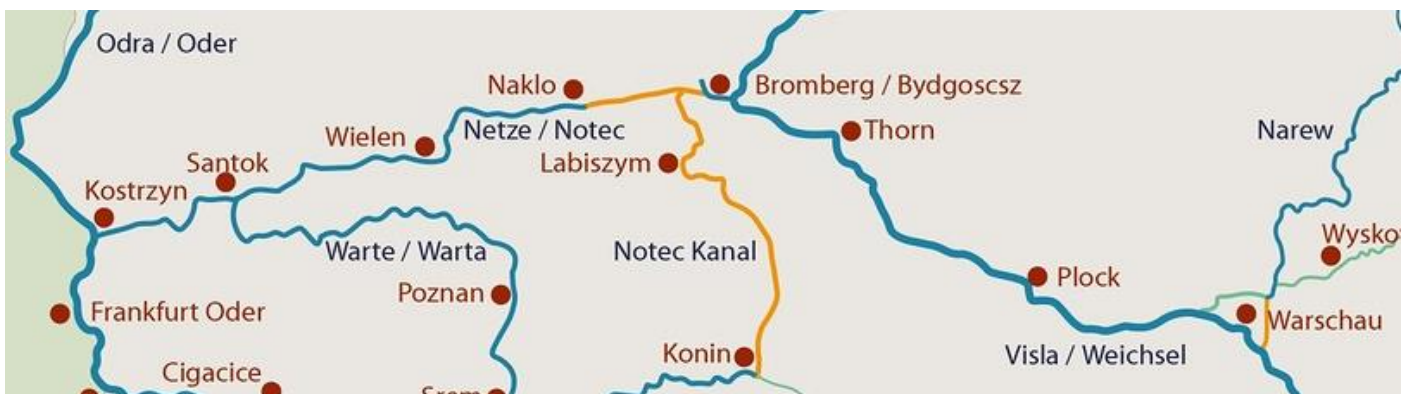 Odra / Oder
Naklo
Bromberg / Bydgoscsz
Wielen
Netze / Notec
Thorn
Narew
Santok
Labiszym
Kostrzyn
Warte / Warta
Notec Kanal
Wysko
Poznan
Plock
Frankfurt Oder
Warschau
Konin
Visla / Weichsel
Cigacice
Srem